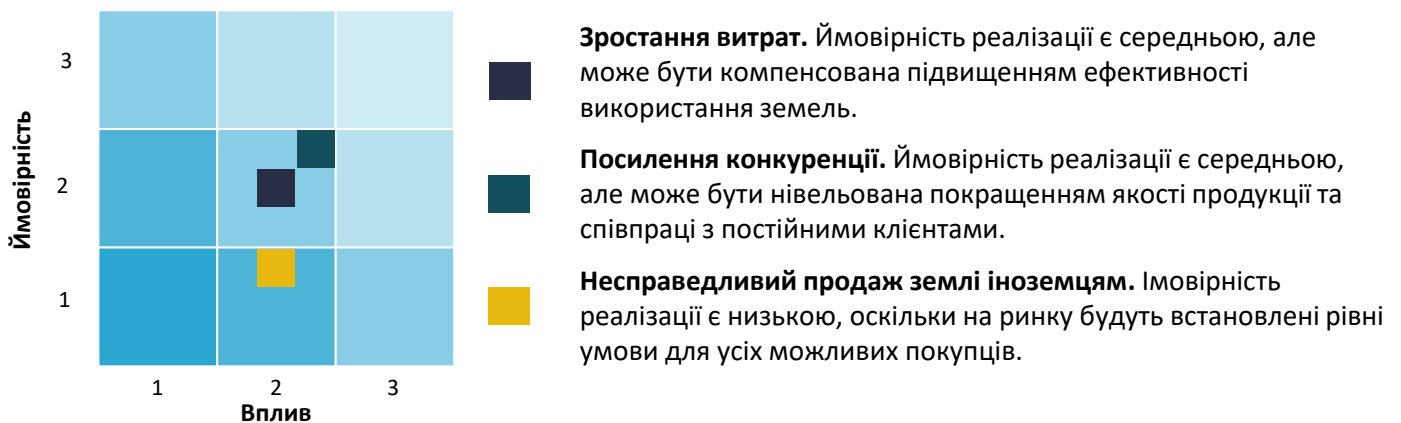 Ймовірність
3
2
1
1 2 3
Вплив
Зростання витрат. Ймовірність реалізації є середньою, але
може бути компенсована підвищенням ефективності
використання земель.
Посилення конкуренції. Ймовірність реалізації є середньою,
але може бути нівельована покращенням якості продукції та
співпраці з постійними клієнтами.
Несправедливий продаж землі іноземцям. Імовірність
реалізації є низькою, оскільки на ринку будуть встановлені рівні
умови для усіх можливих покупців.